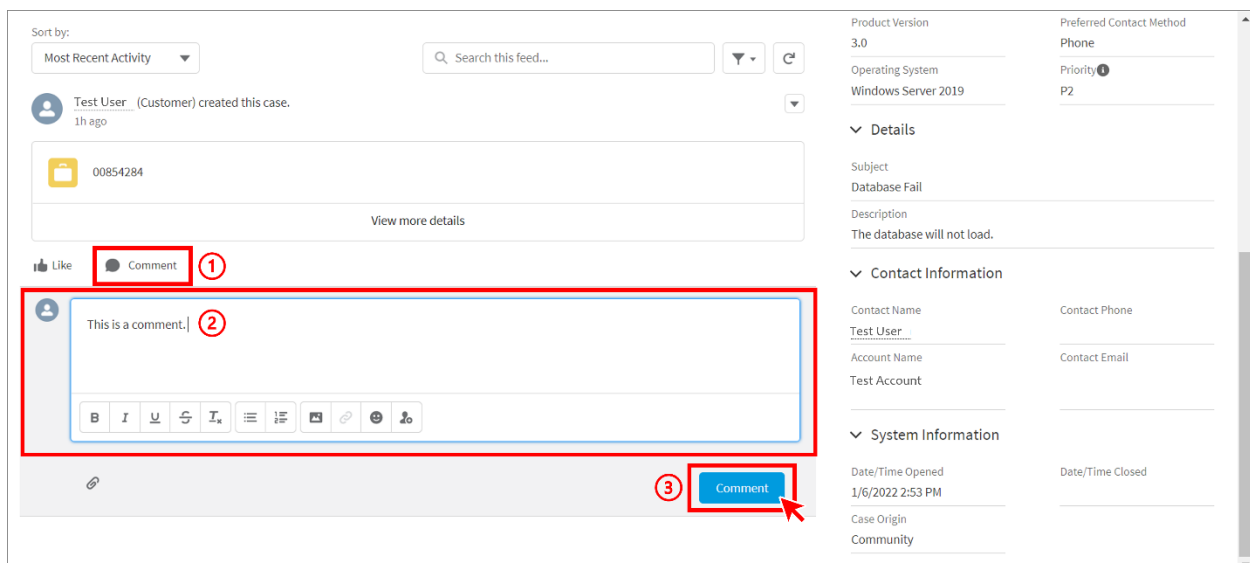 Sort by:
Most Recent Activity
Search this feed...
Test User (Customer) created this case.
1h ago
00854284
View more details
Like
Comment
1
This is a comment.
2
B I U S Tx
3
Comment
Product Version
Preferred Contact Method
3.0
Phone
Operating System
Priority
Windows Server 2019
P2
Details
Subject
Database Fail
Description
The database will not load.
Contact Information
Contact Name
Contact Phone
Test User
Account Name
Contact Email
Test Account
System Information
Date/Time Opened
Date/Time Closed
1/6/2022 2:53 PM
Case Origin
Community